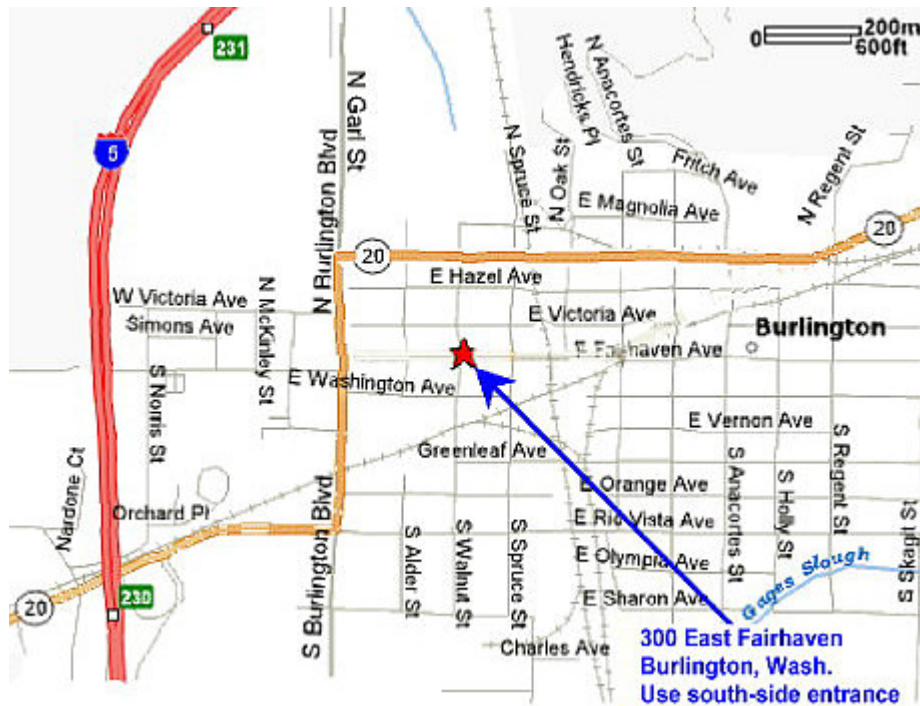 231
5
N Garl St
N Burlington Blvd
Hendricks Pl
N Anacortes St
0 200m
600ft
N Spruce St
N Oak St
Fritch Ave
N Regent St
E Magnolia Ave
20
20
E Hazel Ave
W Victoria Ave
Simons Ave
N McKinley St
E Victoria Ave
Burlington
E Fairhaven Ave
E Washington Ave
S Norris St
E Vernon Ave
Greenleaf Ave
S Regent St
Nardone Ct
Orchard Pl
S Burlington Blvd
S Alder St
S Walnut St
S Spruce St
E Orange Ave
E Rio Vista Ave
S Anacortes St
S Holly St
E Olympia Ave
Gages Slough
S Skagit St
20
230
E Sharon Ave
Charles Ave
300 East Fairhaven
Burlington, Wash.
Use south-side entrance